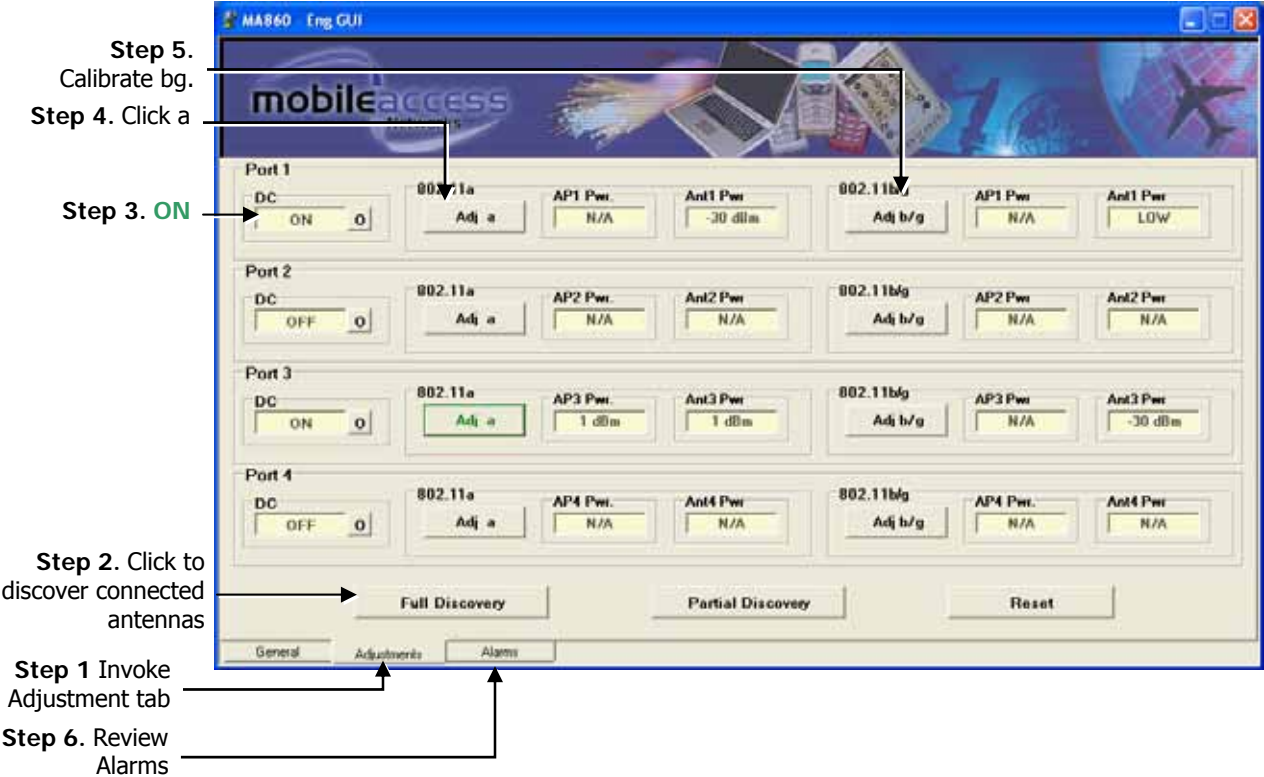 MA860 Eng GUI
Step 5.
Calibrate bg.
Step 4. Click a
mobileaccess
Networks
Port 1
DC
ON O
802.11a
Adj a
AP1 Pwr.
N/A
Ant1 Pwr
-30 dBm
802.11b/g
Adj b/g
AP1 Pwr
N/A
Ant1 Pwr
LOW
Step 3. ON
Port 2
DC
OFF O
802.11a
Adj a
AP2 Pwr.
N/A
Ant2 Pwr
N/A
802.11b/g
Adj b/g
AP2 Pwr
N/A
Ant2 Pwr
N/A
Port 3
DC
ON O
802.11a
Adj a
AP3 Pwr.
1 dBm
Ant3 Pwr
1 dBm
802.11b/g
Adj b/g
AP3 Pwr
N/A
Ant3 Pwr
-30 dBm
Port 4
DC
OFF O
802.11a
Adj a
AP4 Pwr.
N/A
Ant4 Pwr
N/A
802.11b/g
Adj b/g
AP4 Pwr.
N/A
Ant4 Pwr
N/A
Step 2. Click to
discover connected
antennas
Full Discovery
Partial Discovery
Reset
General Adjustments Alarms
Step 1 Invoke
Adjustment tab
Step 6. Review
Alarms